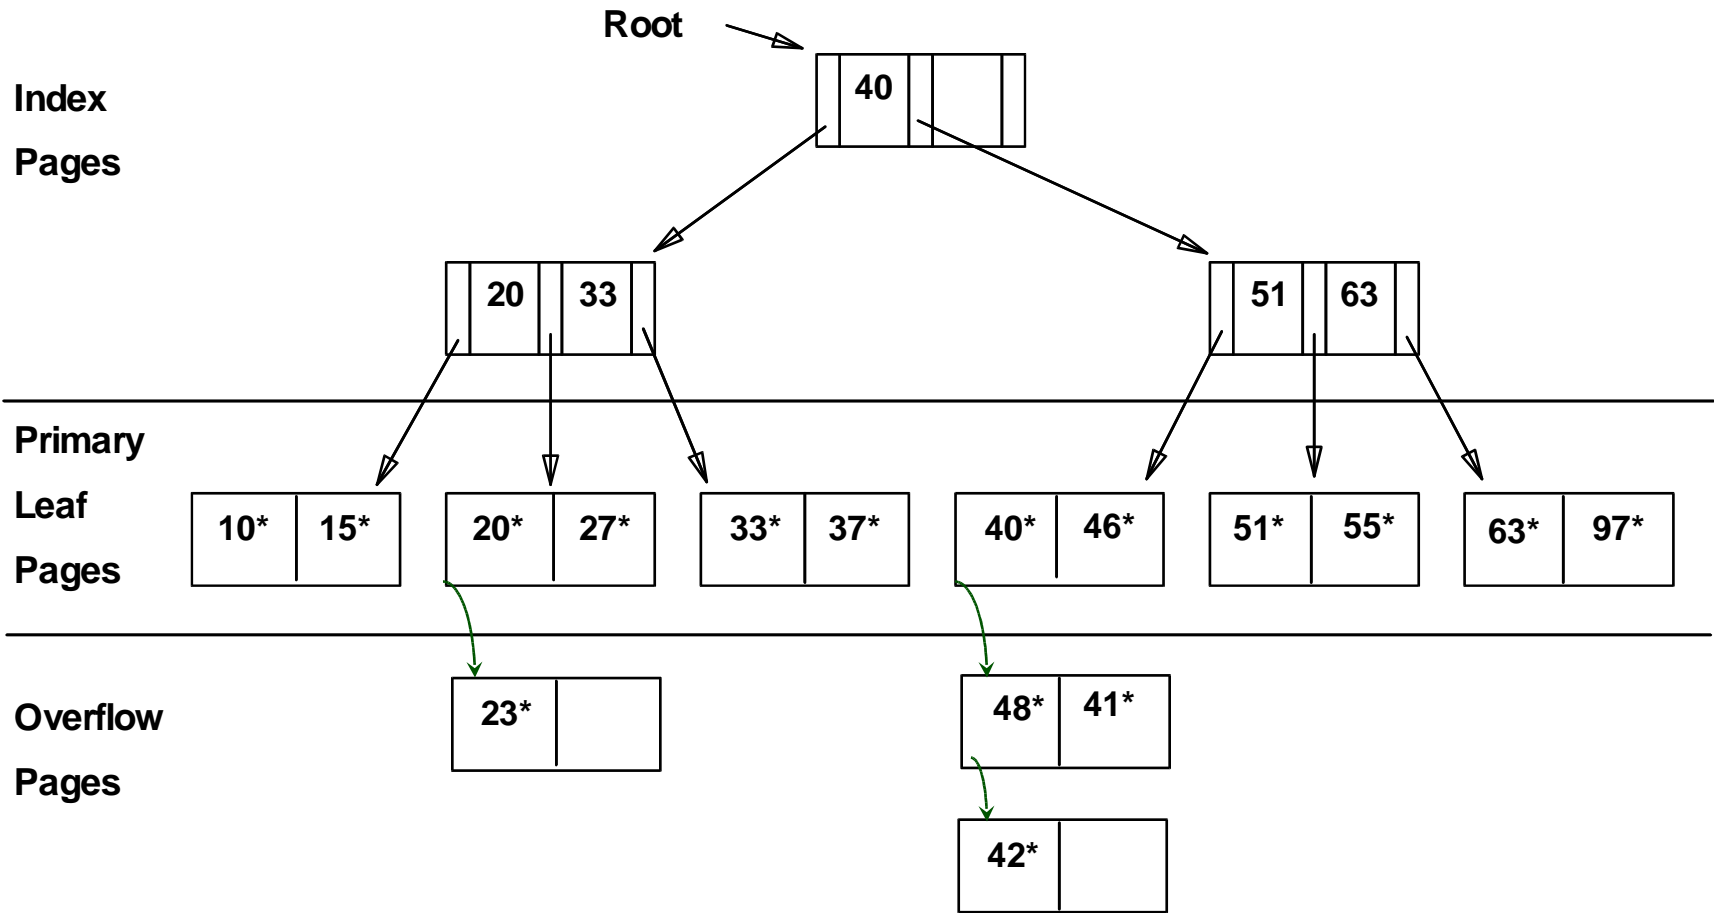 Root
Index
Pages
40
20 33
51 63
Primary
Leaf
Pages
10* 15*
20* 27*
33* 37*
40* 46*
51* 55*
63* 97*
Overflow
Pages
23*
48* 41*
42*